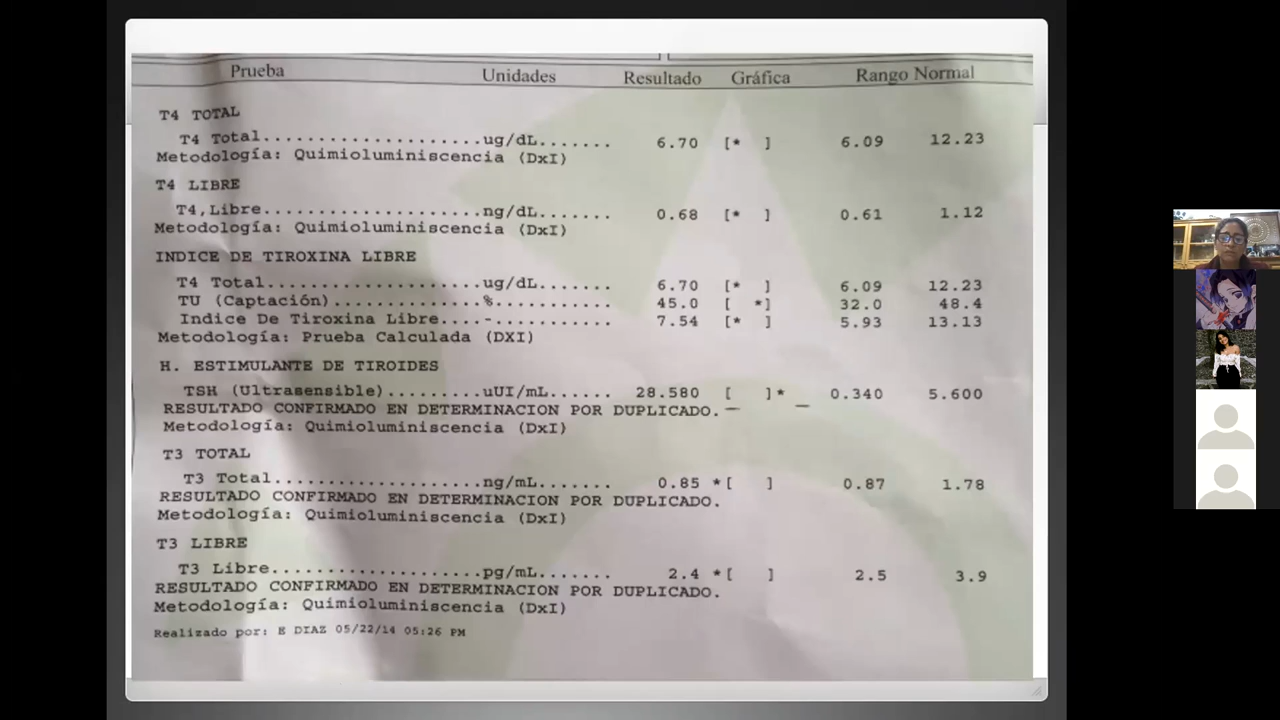 Prueba Unidades Resultado Gráfica Rango Normal
T4 TOTAL
T4 Total....................ug/dL....... 6.70 [* ] 6.09 12.23
Metodología: Quimioluminiscencia (DxI)
T4 LIBRE
T4,Libre....................ng/dL....... 0.68 [* ] 0.61 1.12
Metodología: Quimioluminiscencia (DxI)
INDICE DE TIROXINA LIBRE
T4 Total....................ug/dL....... 6.70 [* ] 6.09 12.23
TU (Captación)..............%........... 45.0 [ *] 32.0 48.4
Indice De Tiroxina Libre....-........... 7.54 [* ] 5.93 13.13
Metodología: Prueba Calculada (DXI)
H. ESTIMULANTE DE TIROIDES
TSH (Ultrasensible).........uUI/mL...... 28.580 [ ]* 0.340 5.600
RESULTADO CONFIRMADO EN DETERMINACION POR DUPLICADO.
Metodología: Quimioluminiscencia (DxI)
T3 TOTAL
T3 Total....................ng/mL....... 0.85 *[ ] 0.87 1.78
RESULTADO CONFIRMADO EN DETERMINACION POR DUPLICADO.
Metodología: Quimioluminiscencia (DxI)
T3 LIBRE
T3 Libre....................pg/mL....... 2.4 *[ ] 2.5 3.9
RESULTADO CONFIRMADO EN DETERMINACION POR DUPLICADO.
Metodología: Quimioluminiscencia (DxI)
Realizado por: E DIAZ 05/22/14 05:26 PM